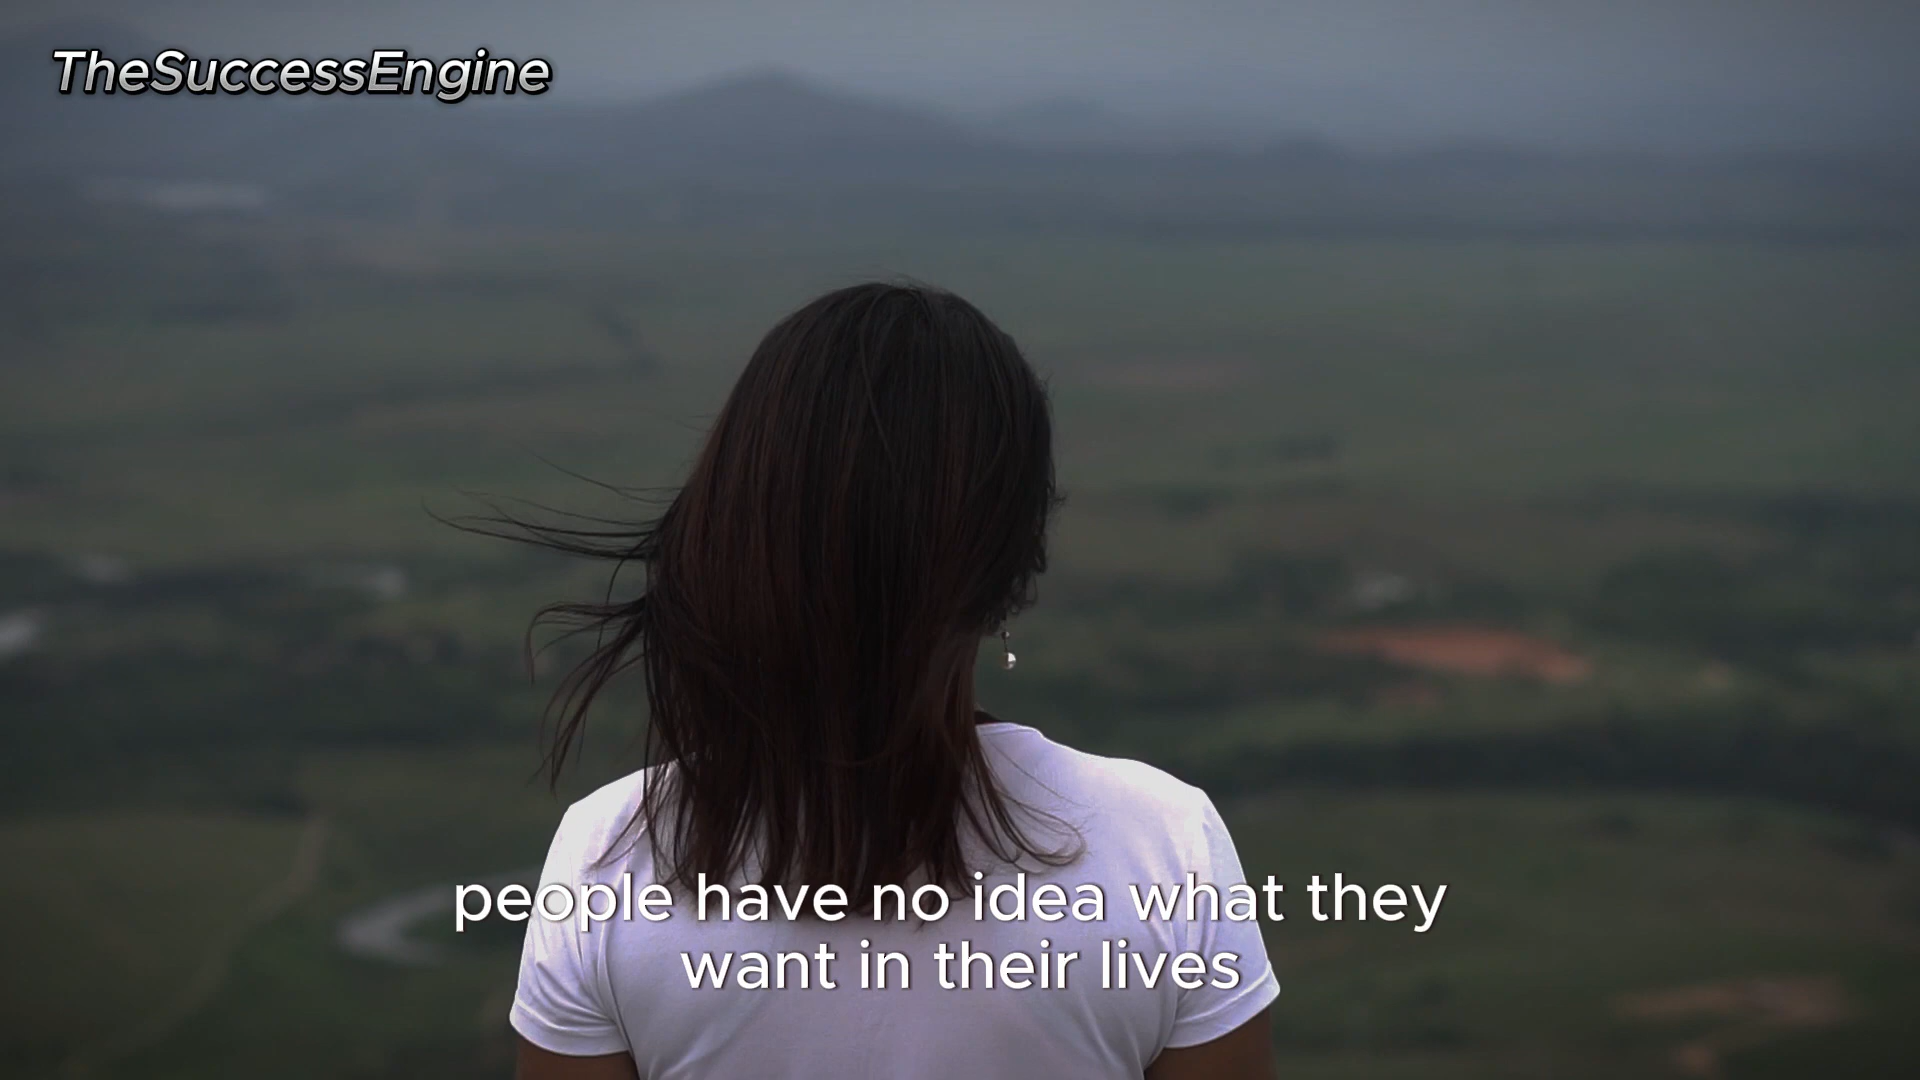 TheSuccessEngine
people have no idea what they
want in their lives